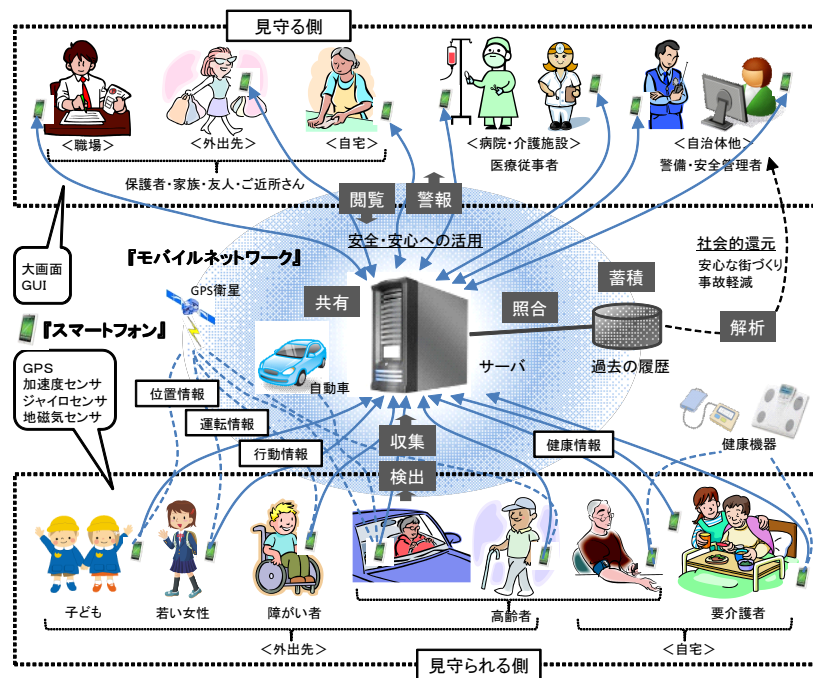 見守る側
＜職場＞
＜外出先＞
＜自宅＞
＜病院・介護施設＞
＜自治体他＞
保護者・家族・友人・ご近所さん
医療従事者
警備・安全管理者
閲覧
警報
安全・安心への活用
社会的還元
安心な街づくり
事故軽減
大画面
GUI
『モバイルネットワーク』
GPS衛星
共有
照合
蓄積
解析
『スマートフォン』
サーバ
過去の履歴
GPS
加速度センサ
ジャイロセンサ
地磁気センサ
自動車
位置情報
運転情報
行動情報
収集
健康情報
健康機器
検出
子ども
若い女性
障がい者
高齢者
要介護者
＜外出先＞
＜自宅＞
見守られる側